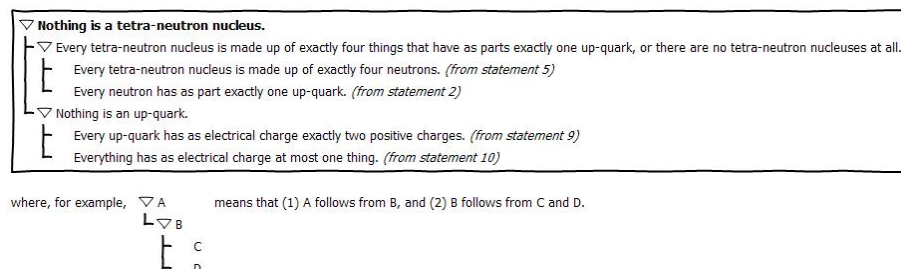 Nothing is a tetra-neutron nucleus.
Every tetra-neutron nucleus is made up of exactly four things that have as parts exactly one up-quark, or there are no tetra-neutron nucleuses at all.
Every tetra-neutron nucleus is made up of exactly four neutrons. (from statement 5)
Every neutron has as part exactly one up-quark. (from statement 2)
Nothing is an up-quark.
Every up-quark has as electrical charge exactly two positive charges. (from statement 9)
Everything has as electrical charge at most one thing. (from statement 10)
where, for example, A means that (1) A follows from B, and (2) B follows from C and D.
B
C
D